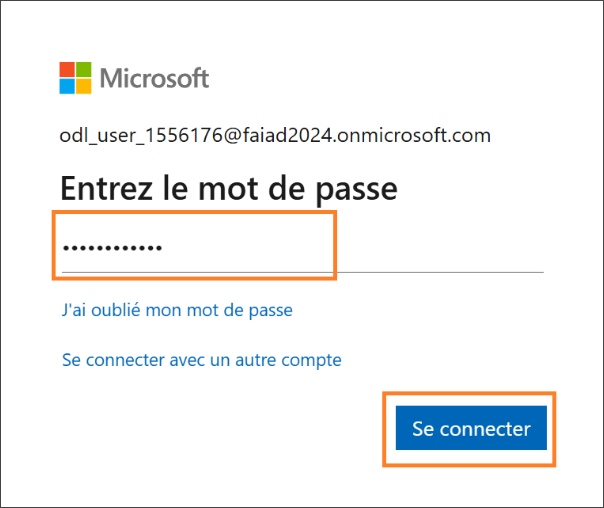 Microsoft
odl_user_1556176@faiad2024.onmicrosoft.com
Entrez le mot de passe
••••••••••••
J'ai oublié mon mot de passe
Se connecter avec un autre compte
Se connecter